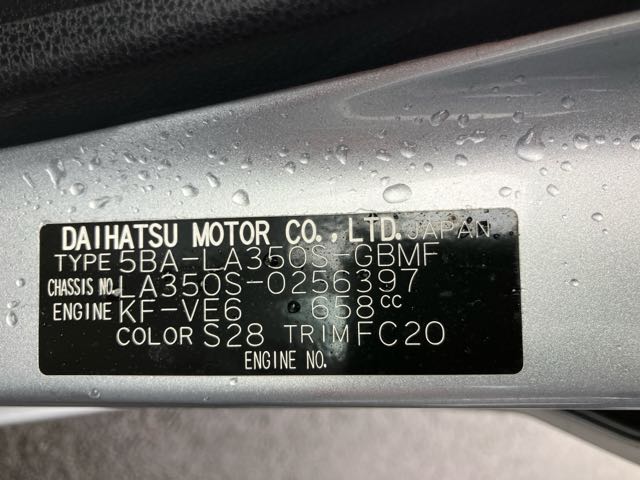 DAIHATSU MOTOR CO., LTD. JAPAN
TYPE 5BA-LA350S-GBMF
CHASSIS NO. LA350S-0256397
ENGINE KF-VE6 658cc
COLOR S28 TRIM FC20
ENGINE NO.